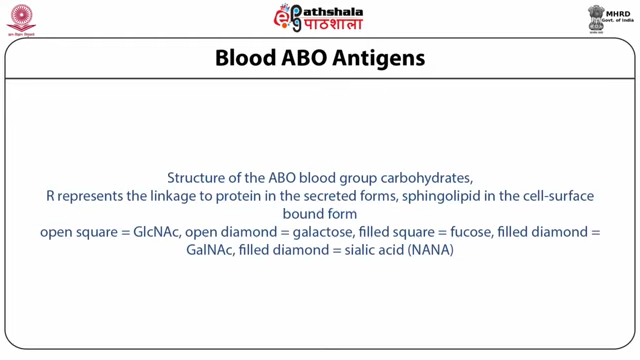 ePathshala
पाठशाला
MHRD
Govt. of India
Blood ABO Antigens
Structure of the ABO blood group carbohydrates,
R represents the linkage to protein in the secreted forms, sphingolipid in the cell-surface
bound form
open square = GlcNAc, open diamond = galactose, filled square = fucose, filled diamond =
GalNAc, filled diamond = sialic acid (NANA)